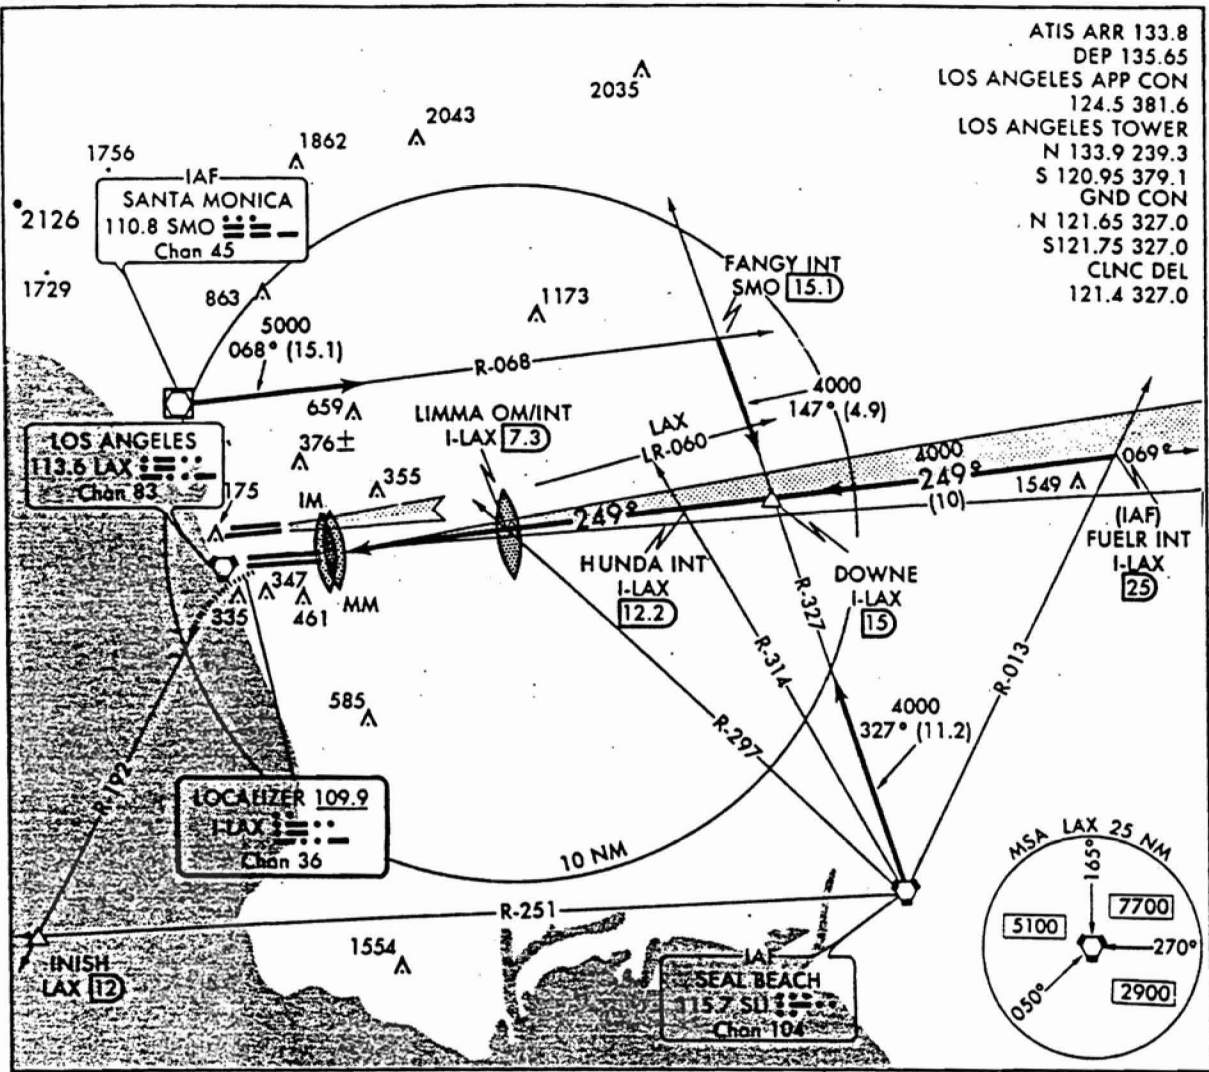 ATIS ARR 133.8
DEP 135.65
LOS ANGELES APP CON
124.5 381.6
LOS ANGELES TOWER
N 133.9 239.3
S 120.95 379.1
GND CON
N 121.65 327.0
S121.75 327.0
CLNC DEL
121.4 327.0
2035
2043
1862
1756
IAF
SANTA MONICA
110.8 SMO
Chan 45
2126
1729
863
1173
FANGY INT
SMO 15.1
5000
068° (15.1)
R-068
4000
147° (4.9)
659
376±
LIMMA OM/INT
I-LAX 7.3
LAX
LR-060
LOS ANGELES
113.6 LAX
Chan 83
175
355
IM
249°
4000
249°
(10)
1549
069°
(IAF)
FUELR INT
I-LAX
25
HUNDA INT
I-LAX
12.2
DOWNE
I-LAX
15
347
335
461
MM
R-327
R-314
R-013
585
R-297
4000
327° (11.2)
R-192
LOCALIZER 109.9
I-LAX
Chan 36
10 NM
R-251
1554
INISH
LAX 12
IAF
SEAL BEACH
115.7 SLI
Chan 104
MSA LAX 25 NM
165°
5100
7700
270°
050°
2900